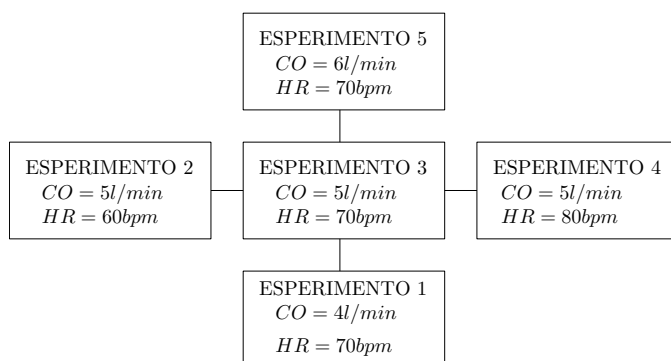 ESPERIMENTO 5
CO = 6l/min
HR = 70bpm
ESPERIMENTO 2
CO = 5l/min
HR = 60bpm
ESPERIMENTO 3
CO = 5l/min
HR = 70bpm
ESPERIMENTO 4
CO = 5l/min
HR = 80bpm
ESPERIMENTO 1
CO = 4l/min
HR = 70bpm